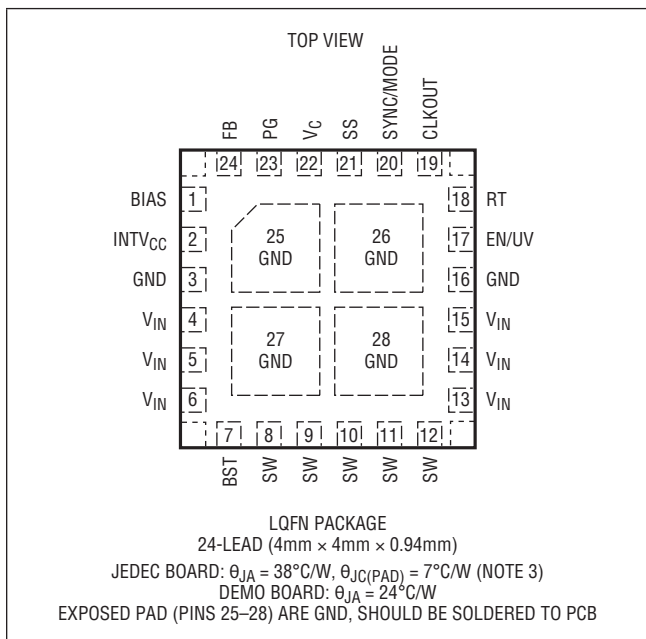 TOP VIEW
FB
PG
VC
SS
SYNC/MODE
CLKOUT
24 23 22 21 20 19
BIAS 1
18 RT
INTVCC 2
17 EN/UV
GND 3
16 GND
VIN 4
15 VIN
VIN 5
14 VIN
VIN 6
13 VIN
25
GND
26
GND
27
GND
28
GND
7 8 9 10 11 12
BST
SW
SW
SW
SW
SW
LQFN PACKAGE
24-LEAD (4mm × 4mm × 0.94mm)
JEDEC BOARD: θJA = 38°C/W, θJC(PAD) = 7°C/W (NOTE 3)
DEMO BOARD: θJA = 24°C/W
EXPOSED PAD (PINS 25–28) ARE GND, SHOULD BE SOLDERED TO PCB